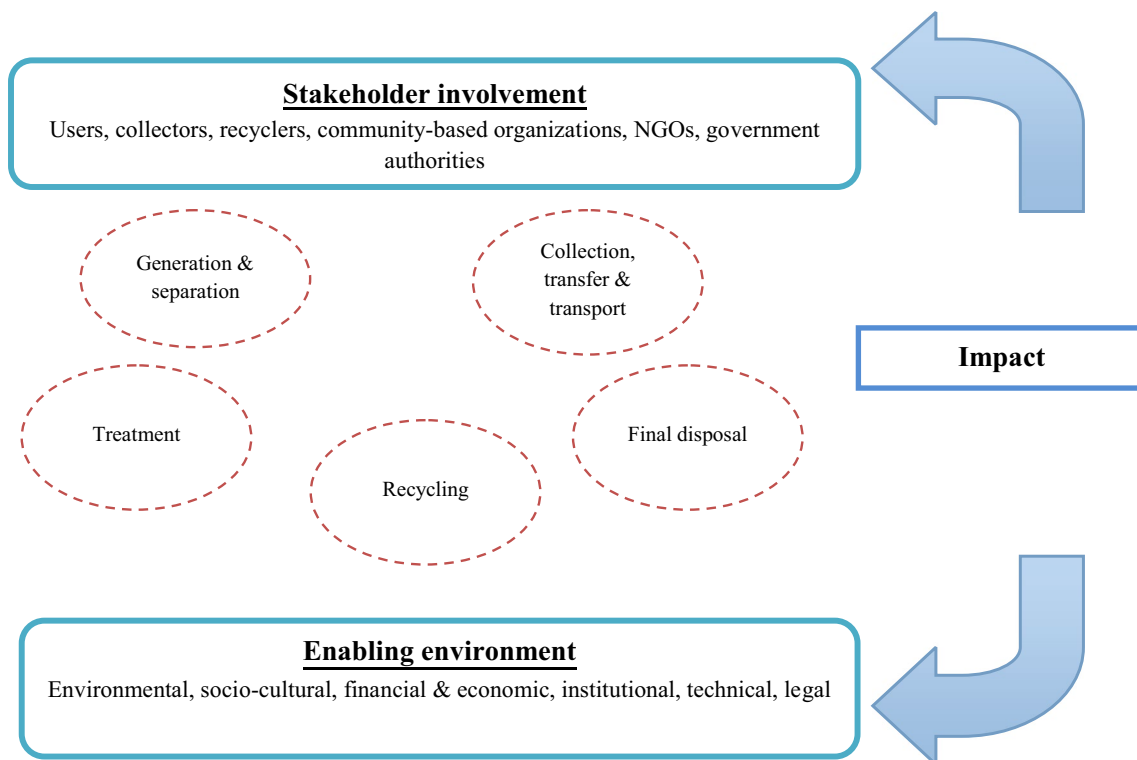 Stakeholder involvement
Users, collectors, recyclers, community-based organizations, NGOs, government
authorities
Generation &
separation
Collection,
transfer &
transport
Impact
Treatment
Final disposal
Recycling
Enabling environment
Environmental, socio-cultural, financial & economic, institutional, technical, legal